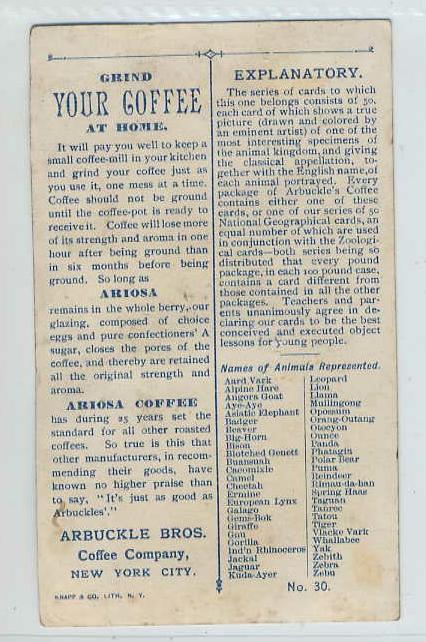 GRIND
YOUR COFFEE
AT HOME.
It will pay you well to keep a
small coffee-mill in your kitchen
and grind your coffee just as
you use it, one mess at a time.
Coffee should not be ground
until the coffee-pot is ready to
receive it. Coffee will lose more
of its strength and aroma in one
hour after being ground than
in six months before being
ground. So long as
ARIOSA
remains in the whole berry, our
glazing, composed of choice
eggs and pure confectioners' A
sugar, closes the pores of the
coffee, and thereby are retained
all the original strength and
aroma.
ARIOSA COFFEE
has during 25 years set the
standard for all other roasted
coffees. So true is this that
other manufacturers, in recom-
mending their goods, have
known no higher praise than
to say, "It's just as good as
Arbuckles'."
ARBUCKLE BROS.
Coffee Company,
NEW YORK CITY.
KNAPP & CO. LITH. N. Y.
EXPLANATORY.
The series of cards to which
this one belongs consists of 50,
each card of which shows a true
picture (drawn and colored by
an eminent artist) of one of the
most interesting specimens of
the animal kingdom, and giving
the classical appellation, to-
gether with the English name, of
each animal portrayed. Every
package of Arbuckle's Coffee
contains either one of these
cards, or one of our series of 50
National Geographical cards, an
equal number of which are used
in conjunction with the Zoologi-
cal cards—both series being so
distributed that every pound
package, in each 100 pound case,
contains a card different from
those contained in all the other
packages. Teachers and par-
ents unanimously agree in de-
claring our cards to be the best
conceived and executed object
lessons for young people.
Names of Animals Represented.
Aard Vark
Alpine Hare
Angora Goat
Aye-Aye
Asiatic Elephant
Badger
Beaver
Big-Horn
Bison
Blotched Genett
Buansuah
Cacomixle
Camel
Cheetah
Ermine
European Lynx
Galago
Gems-Bok
Giraffe
Gnu
Gorilla
Ind'n Rhinoceros
Jackal
Jaguar
Kuda-Ayer
Leopard
Lion
Llama
Mullingong
Opossum
Orang-Outang
Otocyon
Ounce
Panda
Phatagin
Polar Bear
Puma
Reindeer
Rimau-da-han
Spring Haas
Taguan
Tanrec
Tatou
Tiger
Vlacke Vark
Whallabee
Yak
Zebith
Zebra
Zebu
No. 30.